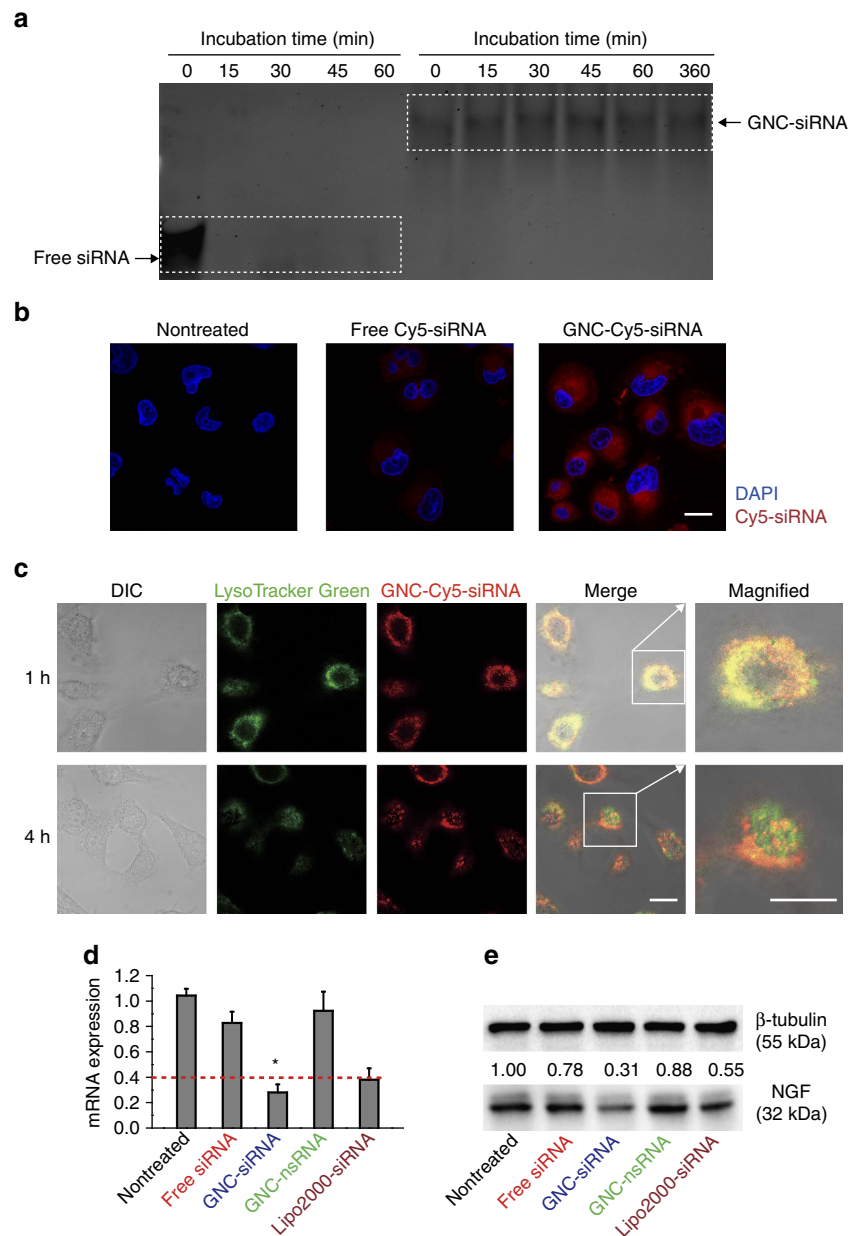 a
Incubation time (min) Incubation time (min)
0 15 30 45 60 0 15 30 45 60 360
GNC-siRNA
Free siRNA
b
Nontreated Free Cy5-siRNA GNC-Cy5-siRNA
DAPI
Cy5-siRNA
c
DIC LysoTracker Green GNC-Cy5-siRNA Merge Magnified
1 h
4 h
d
mRNA expression
1.2
1.0
0.8
0.6
0.4
0.2
0.0
*
Nontreated
Free siRNA
GNC-siRNA
GNC-nsRNA
Lipo2000-siRNA
e
β-tubulin
(55 kDa)
1.00 0.78 0.31 0.88 0.55
NGF
(32 kDa)
Nontreated
Free siRNA
GNC-siRNA
GNC-nsRNA
Lipo2000-siRNA